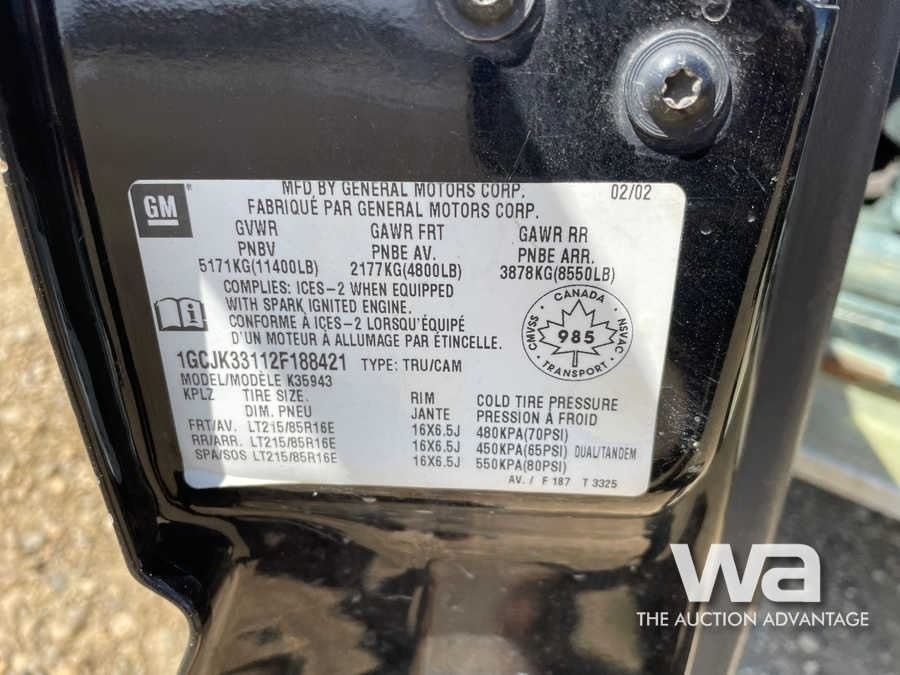 MFD BY GENERAL MOTORS CORP. 02/02
GM
FABRIQUÉ PAR GENERAL MOTORS CORP.
GVWR GAWR FRT GAWR RR
PNBV PNBE AV. PNBE ARR.
5171KG(11400LB) 2177KG(4800LB) 3878KG(8550LB)
COMPLIES: ICES-2 WHEN EQUIPPED
WITH SPARK IGNITED ENGINE.
CONFORME À ICES-2 LORSQU'ÉQUIPÉ
D'UN MOTEUR À ALLUMAGE PAR ÉTINCELLE.
CANADA
CMVSS 985 NSVAC
TRANSPORT
1GCJK33112F188421 TYPE: TRU/CAM
MODEL/MODÈLE K35943
KPLZ TIRE SIZE. RIM COLD TIRE PRESSURE
DIM. PNEU JANTE PRESSION À FROID
FRT/AV. LT215/85R16E 16X6.5J 480KPA(70PSI)
RR/ARR. LT215/85R16E 16X6.5J 450KPA(65PSI) DUAL/TANDEM
SPA/SOS LT215/85R16E 16X6.5J 550KPA(80PSI)
AV. / F 187 T 3325
wa
THE AUCTION ADVANTAGE